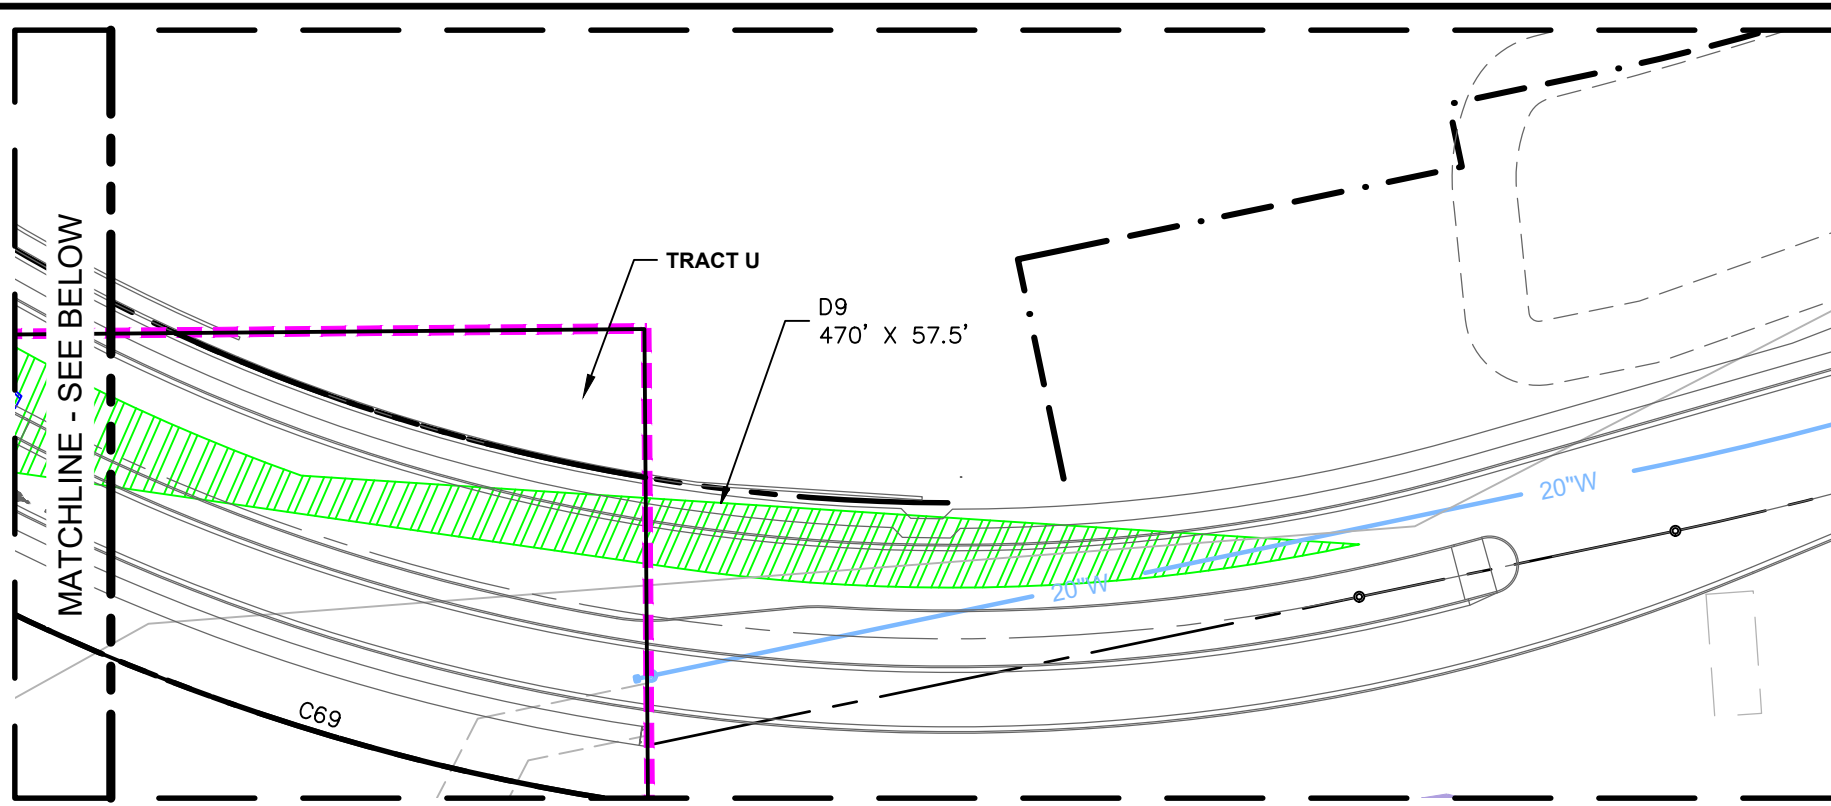 MATCHLINE - SEE BELOW
TRACT U
D9
470' X 57.5'
20"W
20"W
C69